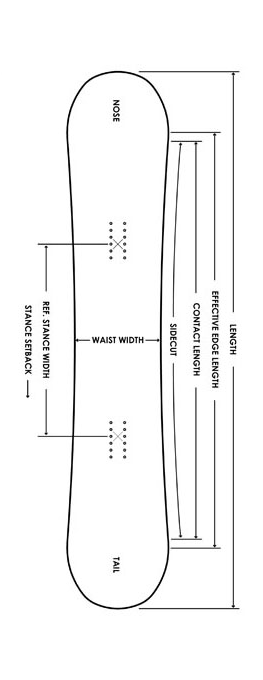 NOSE
WAIST WIDTH
TAIL
STANCE SETBACK
REF. STANCE WIDTH
SIDECUT
CONTACT LENGTH
EFFECTIVE EDGE LENGTH
LENGTH